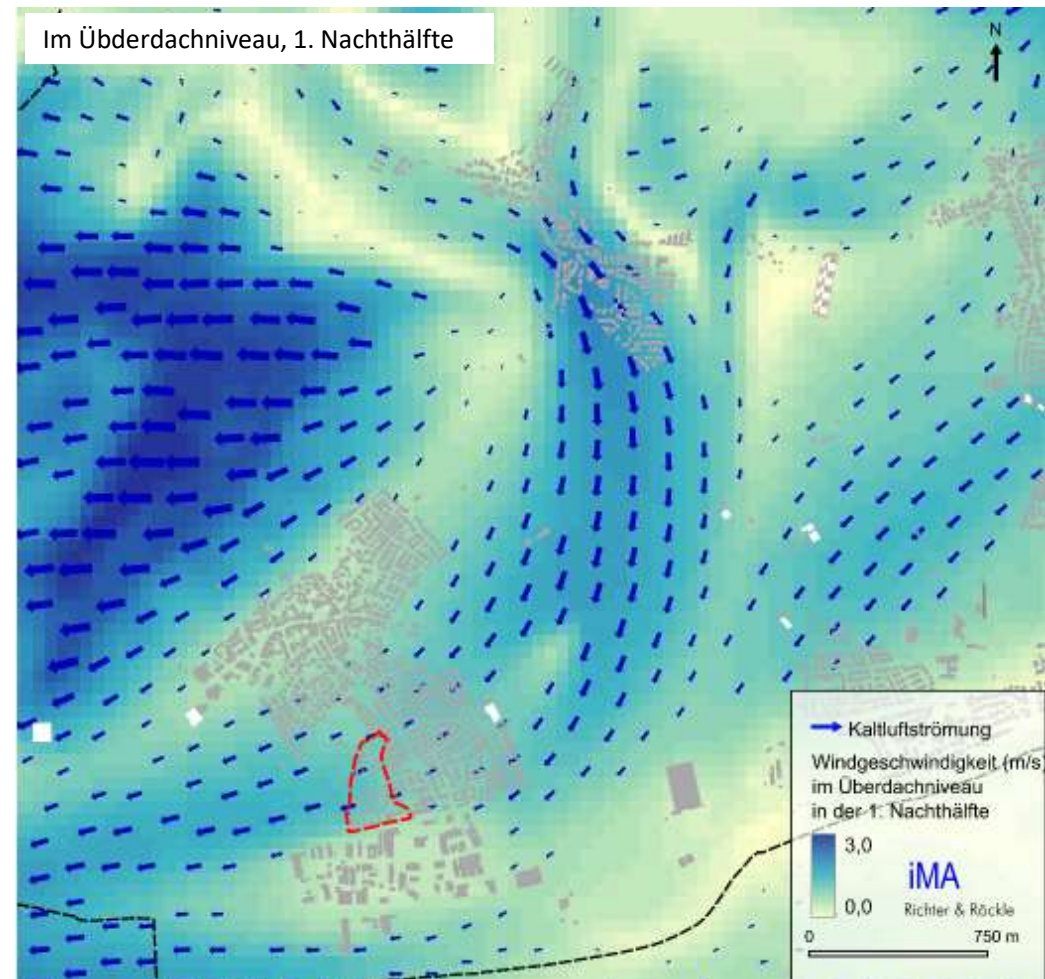 Im Übderdachniveau, 1. Nachthälfte
N
Kaltluftströmung
Windgeschwindigkeit (m/s)
im Überdachniveau
in der 1. Nachthälfte
3,0
0,0
iMA
Richter & Röckle
0 750 m